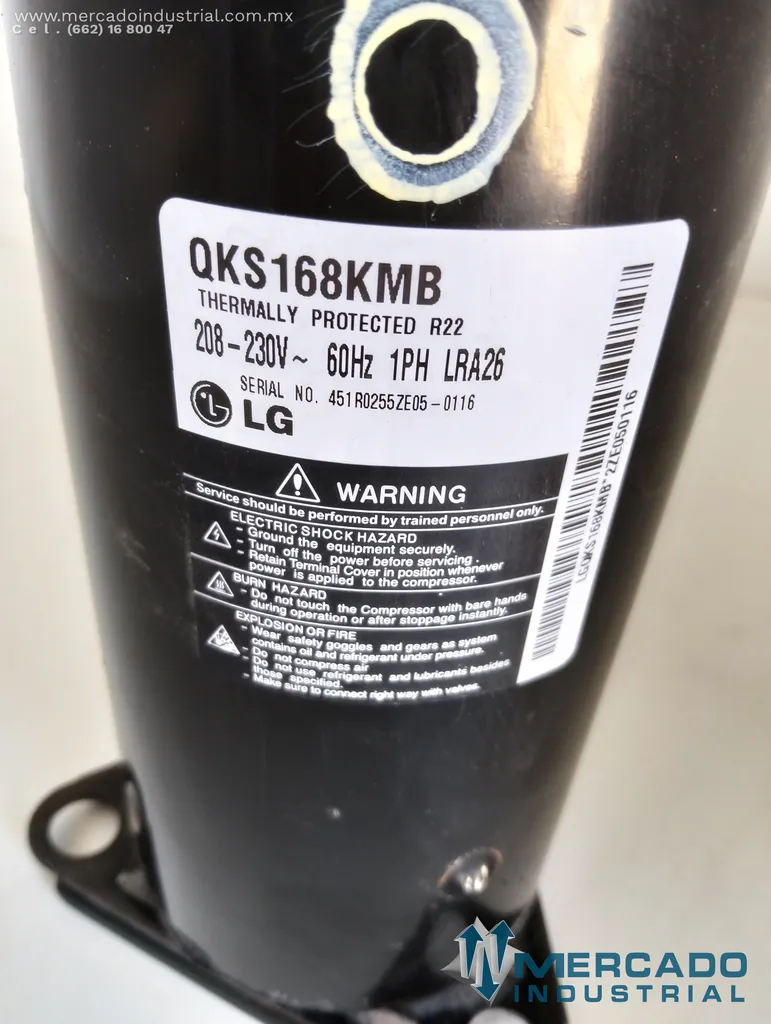 www.mercadoindustrial.com.mx
Cel. (662) 16 800 47
QKS168KMB
THERMALLY PROTECTED R22
208-230V~ 60Hz 1PH LRA26
SERIAL NO. 451R0255ZE05-0116
LG
WARNING
Service should be performed by trained personnel only.
ELECTRIC SHOCK HAZARD
- Ground the equipment securely.
- Turn off the power before servicing.
- Retain Terminal Cover in position whenever
power is applied to the compressor.
BURN HAZARD
- Do not touch the Compressor with bare hands
during operation or after stoppage instantly.
EXPLOSION OR FIRE
- Wear safety goggles and gears as system
contains oil and refrigerant under pressure.
- Do not compress air
- Do not use refrigerant and lubricants besides
those specified.
- Make sure to connect right way with valves.
MERCADO
INDUSTRIAL